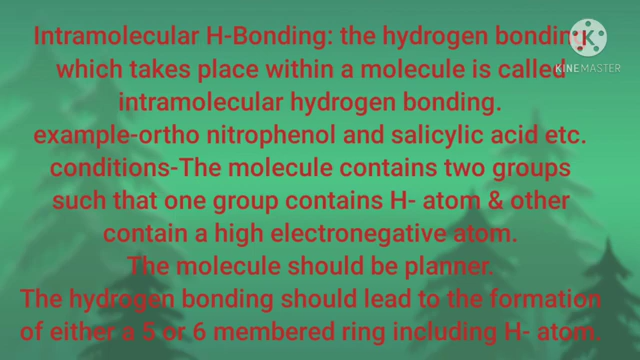 Intramolecular H-Bonding: the hydrogen bonding
which takes place within a molecule is called
intramolecular hydrogen bonding.
example-ortho nitrophenol and salicylic acid etc.
conditions-The molecule contains two groups
such that one group contains H- atom & other
contain a high electronegative atom.
The molecule should be planner.
The hydrogen bonding should lead to the formation
of either a 5 or 6 membered ring including H- atom.
K
KINEMASTER